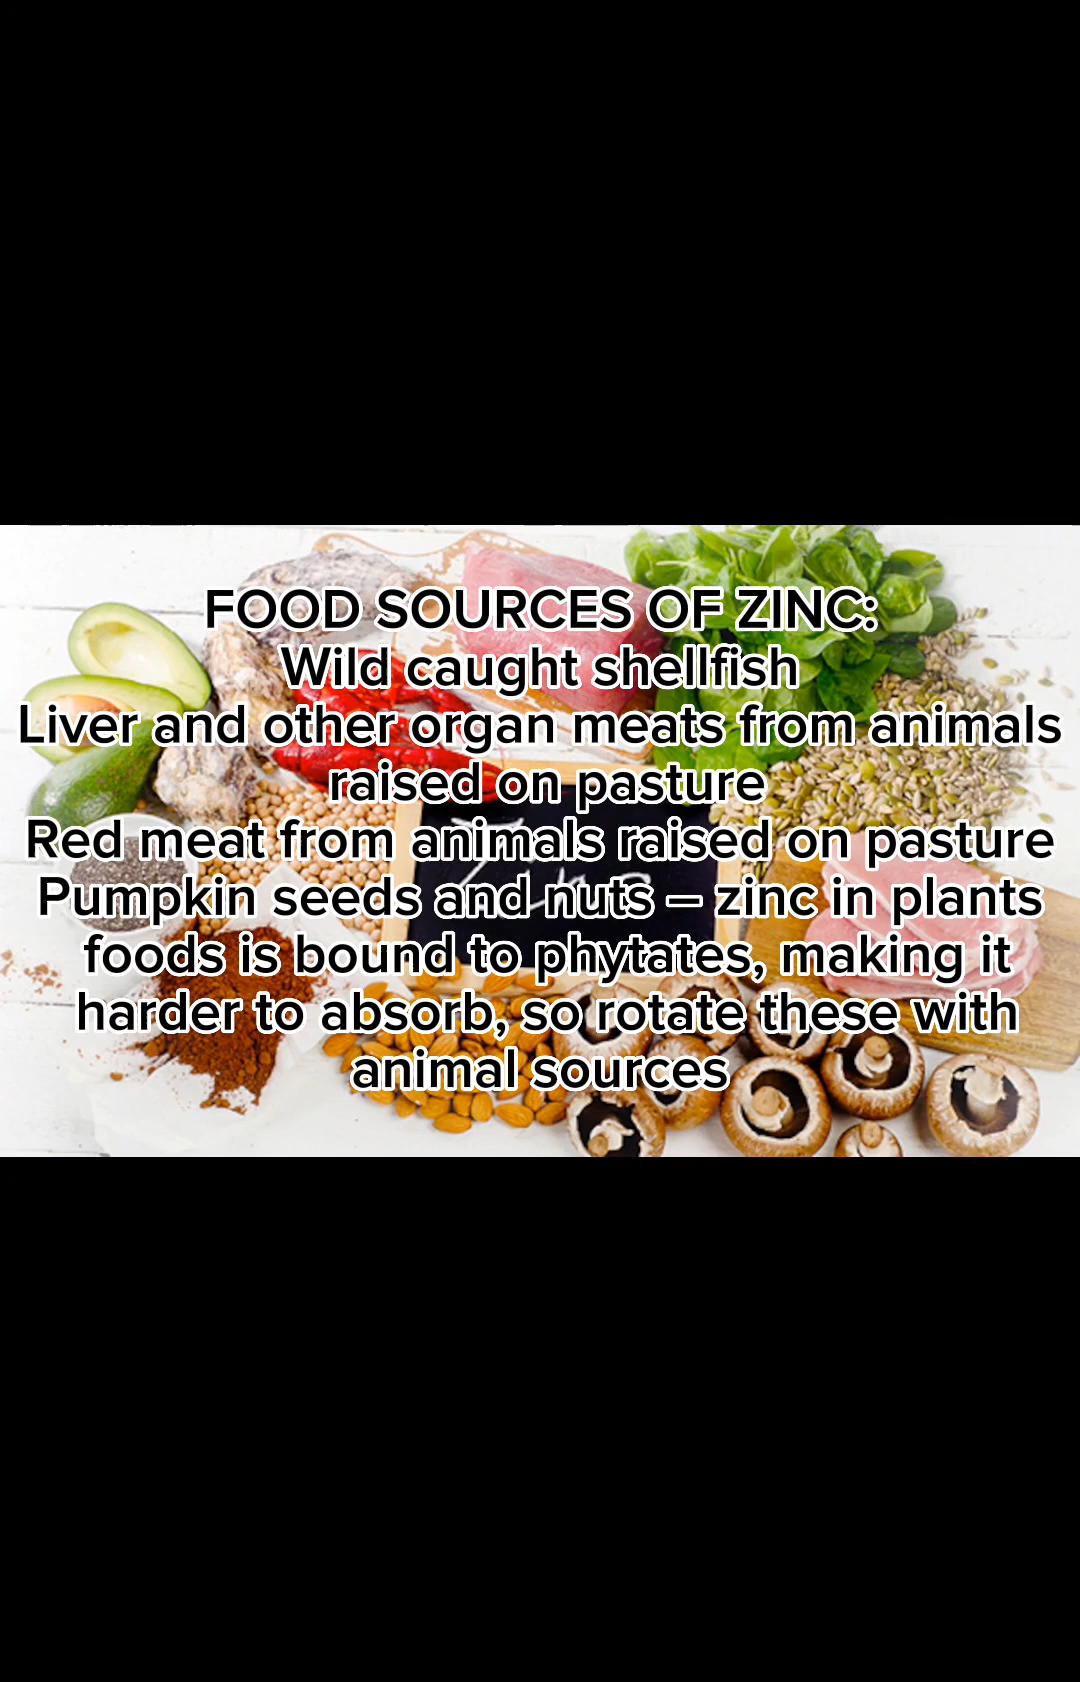 FOOD SOURCES OF ZINC:
Wild caught shellfish
Liver and other organ meats from animals
raised on pasture
Red meat from animals raised on pasture
Pumpkin seeds and nuts – zinc in plants
foods is bound to phytates, making it
harder to absorb, so rotate these with
animal sources
Zinc